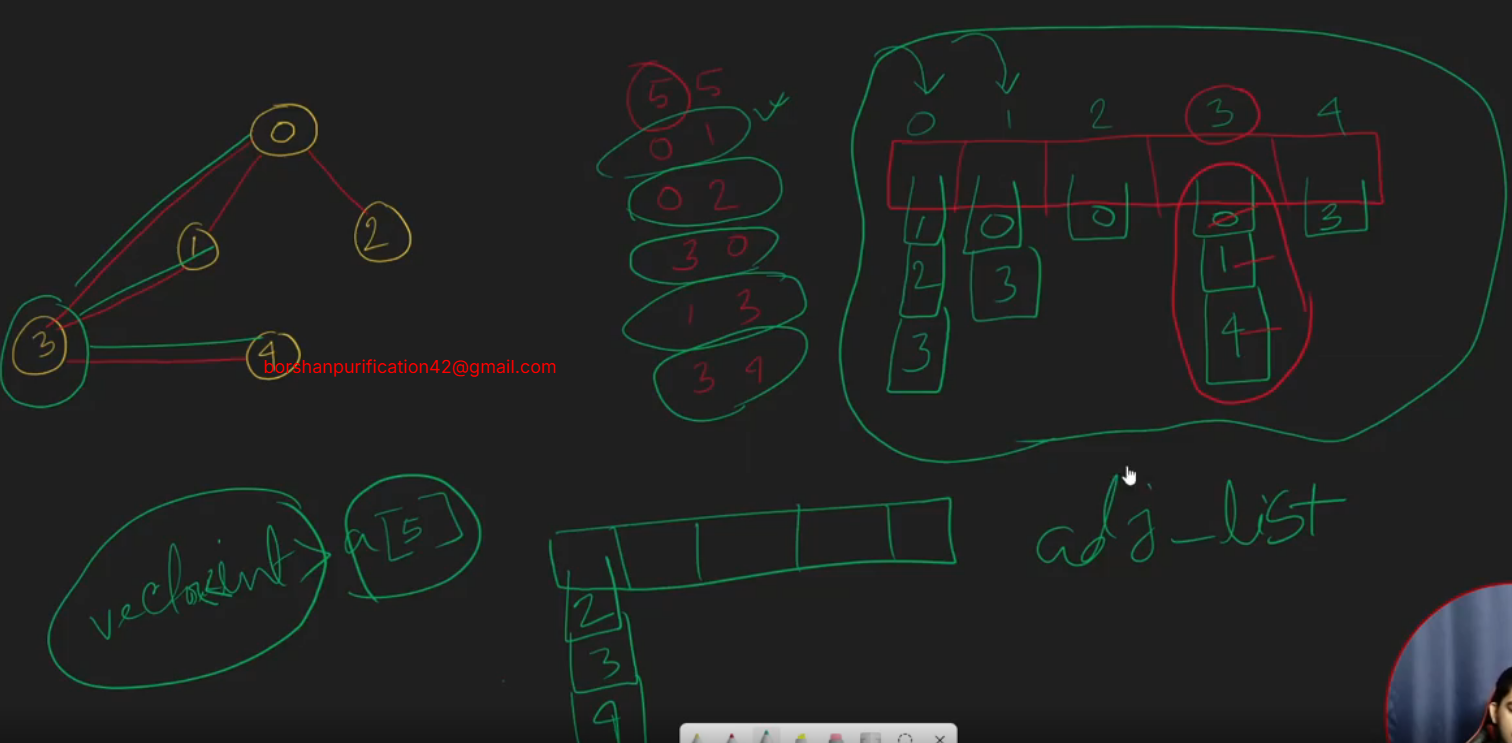 0
1
2
3
4
borshanpurification42@gmail.com
5 5
0 1
0 2
3 0
1 3
3 4
0 1 2 3 4
1 0 0 0 3
2 3 1
3 4
vector<int> a[5]
2
3
4
adj_list